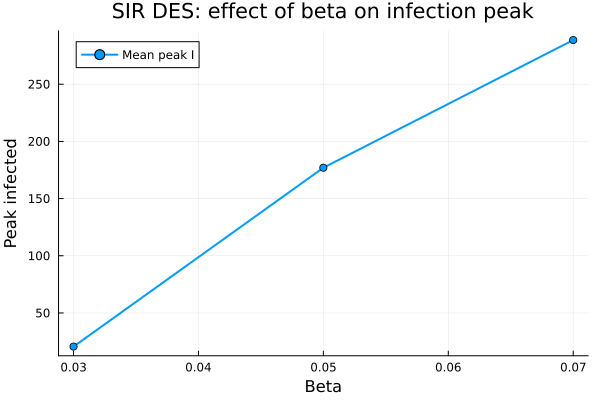 SIR DES: effect of beta on infection peak
Mean peak I
Peak infected
250
200
150
100
50
0.03 0.04 0.05 0.06 0.07
Beta